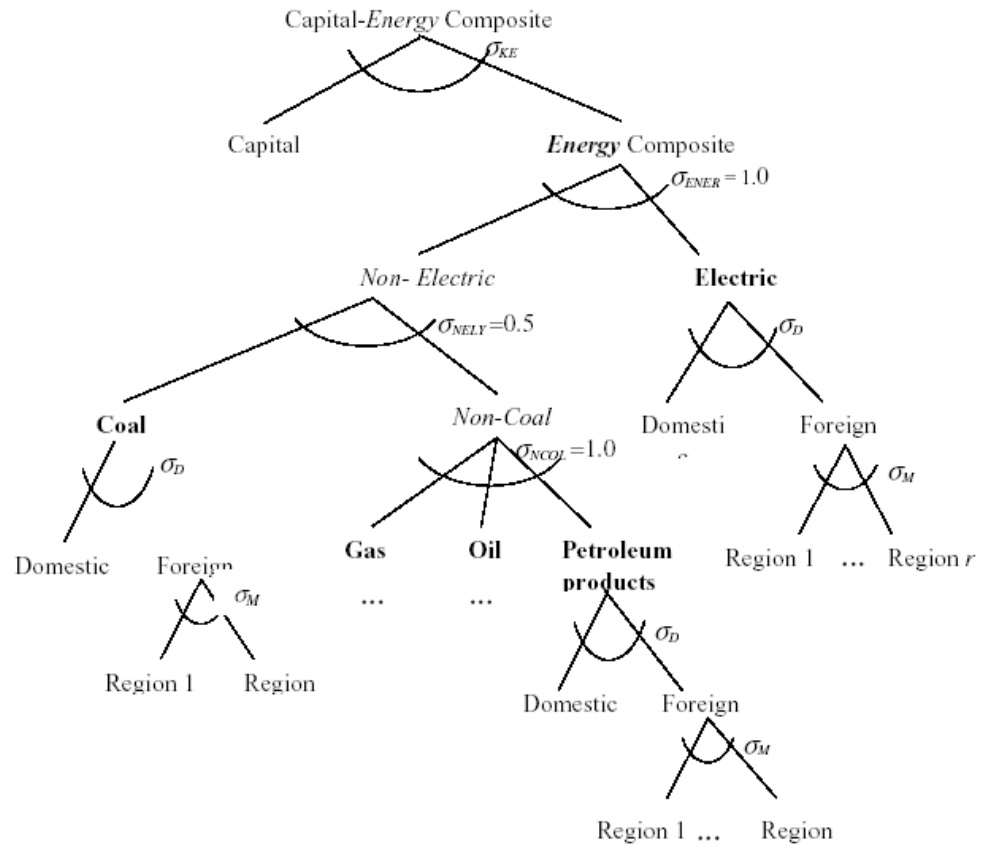 Capital-Energy Composite
σKE
Capital
Energy Composite
σENER = 1.0
Non- Electric
Electric
σNELY=0.5
σD
Coal
Non-Coal
Domesti
Foreign
σNCOL=1.0
σD
σM
Gas
Oil
Petroleum
products
Region 1 ... Region r
Domestic
Foreign
...
...
σM
σD
Region 1
Region
Domestic
Foreign
σM
Region 1 ... Region